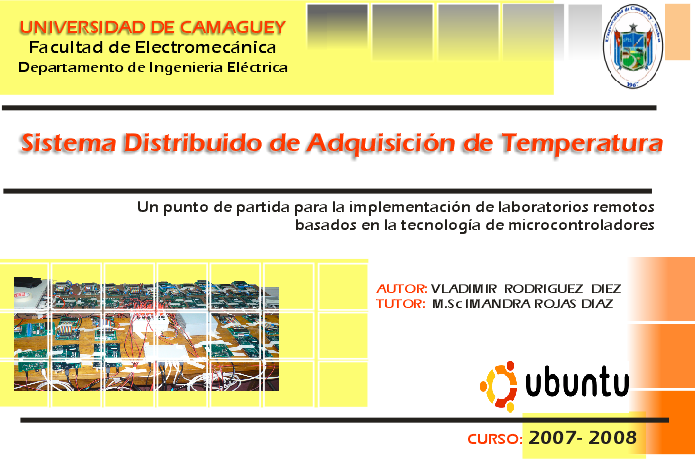 UNIVERSIDAD DE CAMAGUEY
Facultad de Electromecánica
Departamento de Ingenieria Eléctrica
Sistema Distribuido de Adquisición de Temperatura
Un punto de partida para la implementación de laboratorios remotos
basados en la tecnología de microcontroladores
AUTOR: VLADIMIR RODRIGUEZ DIEZ
TUTOR: M.Sc IMANDRA ROJAS DIAZ
ubuntu
CURSO: 2007- 2008